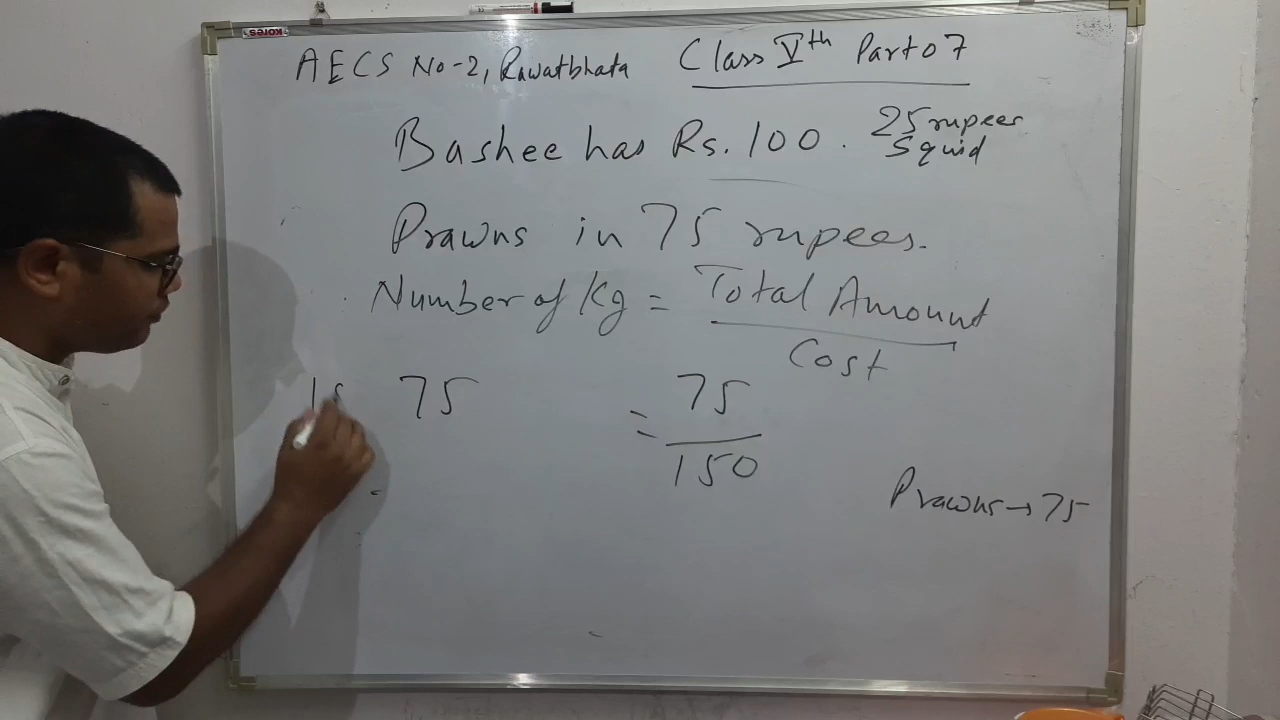 Kores
AECS No-2, Rawatbhata Class Vth Part 07
Bashee has Rs. 100. 25 rupees
Squid
Prawns in 75 rupees.
Number of Kg = Total Amount
Cost
75 = 75
150
Prawns → 75